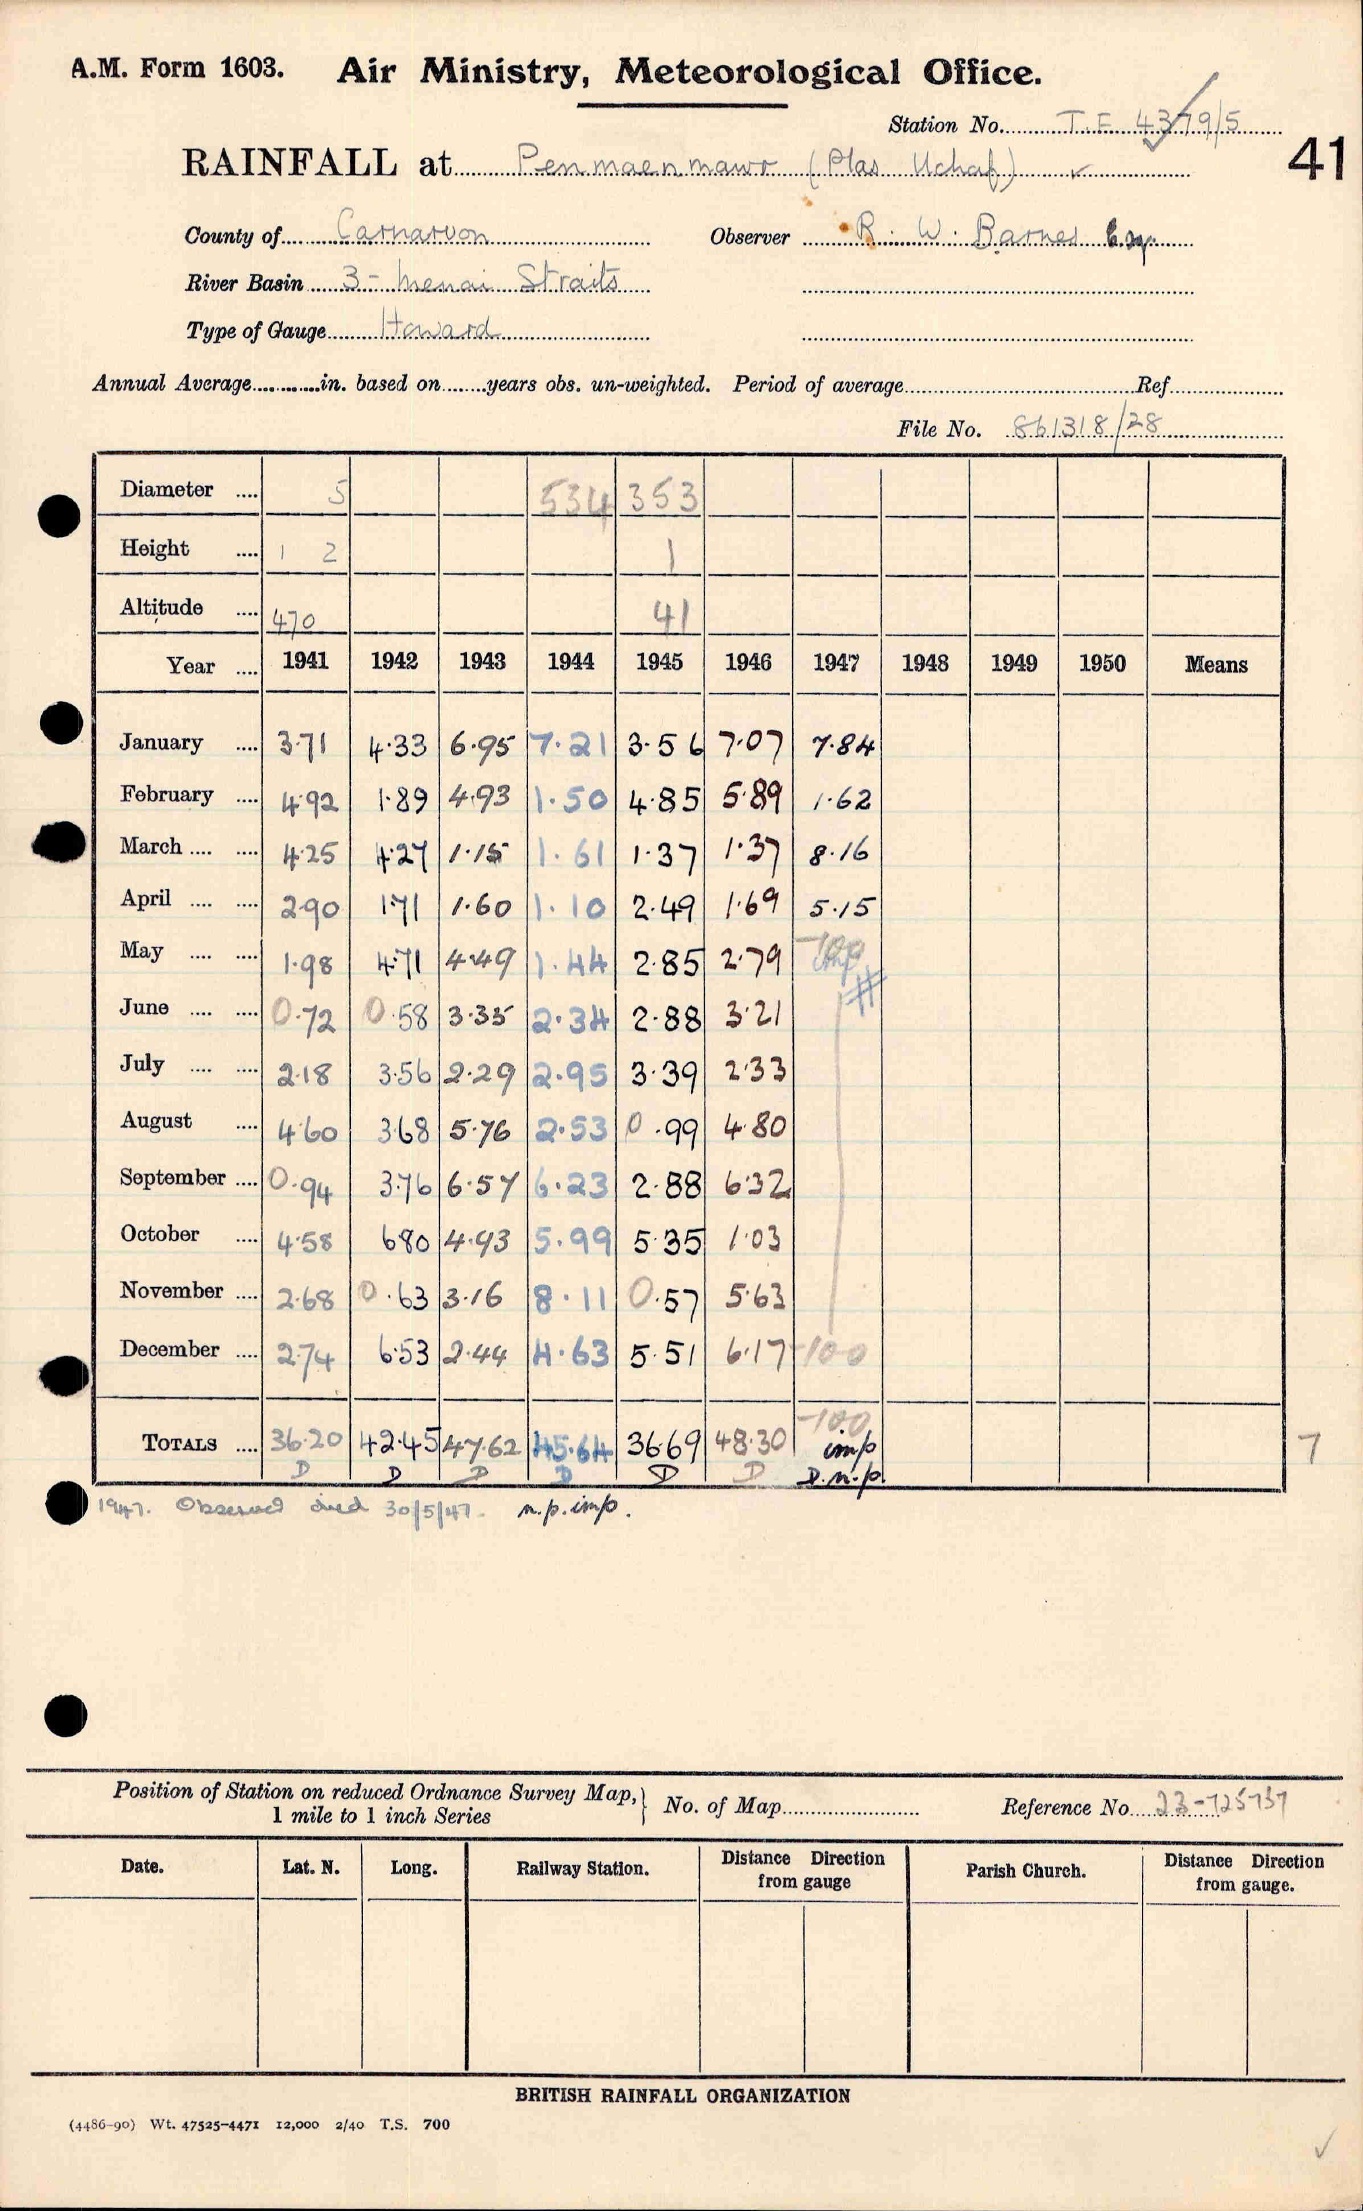 A.M. Form 1603. Air Ministry, Meteorological Office.
Station No. T.F 4379/5
41
RAINFALL at Penmaenmawr (Plas Uchaf)
County of Carnarvon Observer R. W. Barnes Esq.
River Basin 3- Menai Straits
Type of Gauge Howard
Annual Average............in. based on........years obs. un-weighted. Period of average........ Ref........
File No. 861318/28
Diameter .... 5 534 353
Height .... 1 2 1
Altitude .... 470 41
Year .... 1941 1942 1943 1944 1945 1946 1947 1948 1949 1950 Means
January .... 3.71 4.33 6.95 7.21 3.56 7.07 7.84
February .... 4.92 1.89 4.93 1.50 4.85 5.89 1.62
March .... .... 4.25 4.27 1.15 1.61 1.37 1.37 8.16
April .... .... 2.90 1.71 1.60 1.10 2.49 1.69 5.15
May .... .... 1.98 4.71 4.49 1.44 2.85 2.79 -100 imp
June .... .... 0.72 0.58 3.35 2.34 2.88 3.21
July .... .... 2.18 3.56 2.29 2.95 3.39 2.33
August .... 4.60 3.68 5.76 2.53 0.99 4.80
September .... 0.94 3.76 6.57 6.23 2.88 6.32
October .... 4.58 6.80 4.93 5.99 5.35 1.03
November .... 2.68 0.63 3.16 8.11 0.57 5.63
December .... 2.74 6.53 2.44 4.63 5.51 6.17 -100
-100
TOTALS .... 36.20 42.45 47.62 45.64 36.69 48.30 imp 7
D D D D D D D.n.p.
1947. Observer died 30/5/47. n.p. imp.
Position of Station on reduced Ordnance Survey Map, 1 mile to 1 inch Series } No. of Map........ Reference No. 23-725757
Date. Lat. N. Long. Railway Station. Distance Direction from gauge Parish Church. Distance Direction from gauge.
BRITISH RAINFALL ORGANIZATION
(4486-90) Wt. 47525-4471 12,000 2/40 T.S. 700